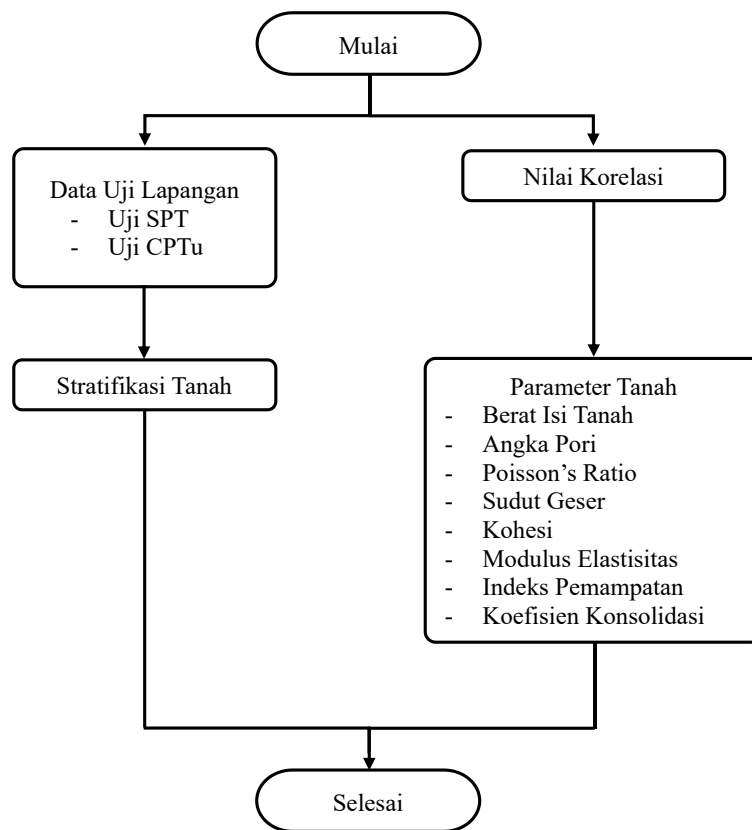 Mulai
Data Uji Lapangan
- Uji SPT
- Uji CPTu
Nilai Korelasi
Stratifikasi Tanah
Parameter Tanah
- Berat Isi Tanah
- Angka Pori
- Poisson’s Ratio
- Sudut Geser
- Kohesi
- Modulus Elastisitas
- Indeks Pemampatan
- Koefisien Konsolidasi
Selesai